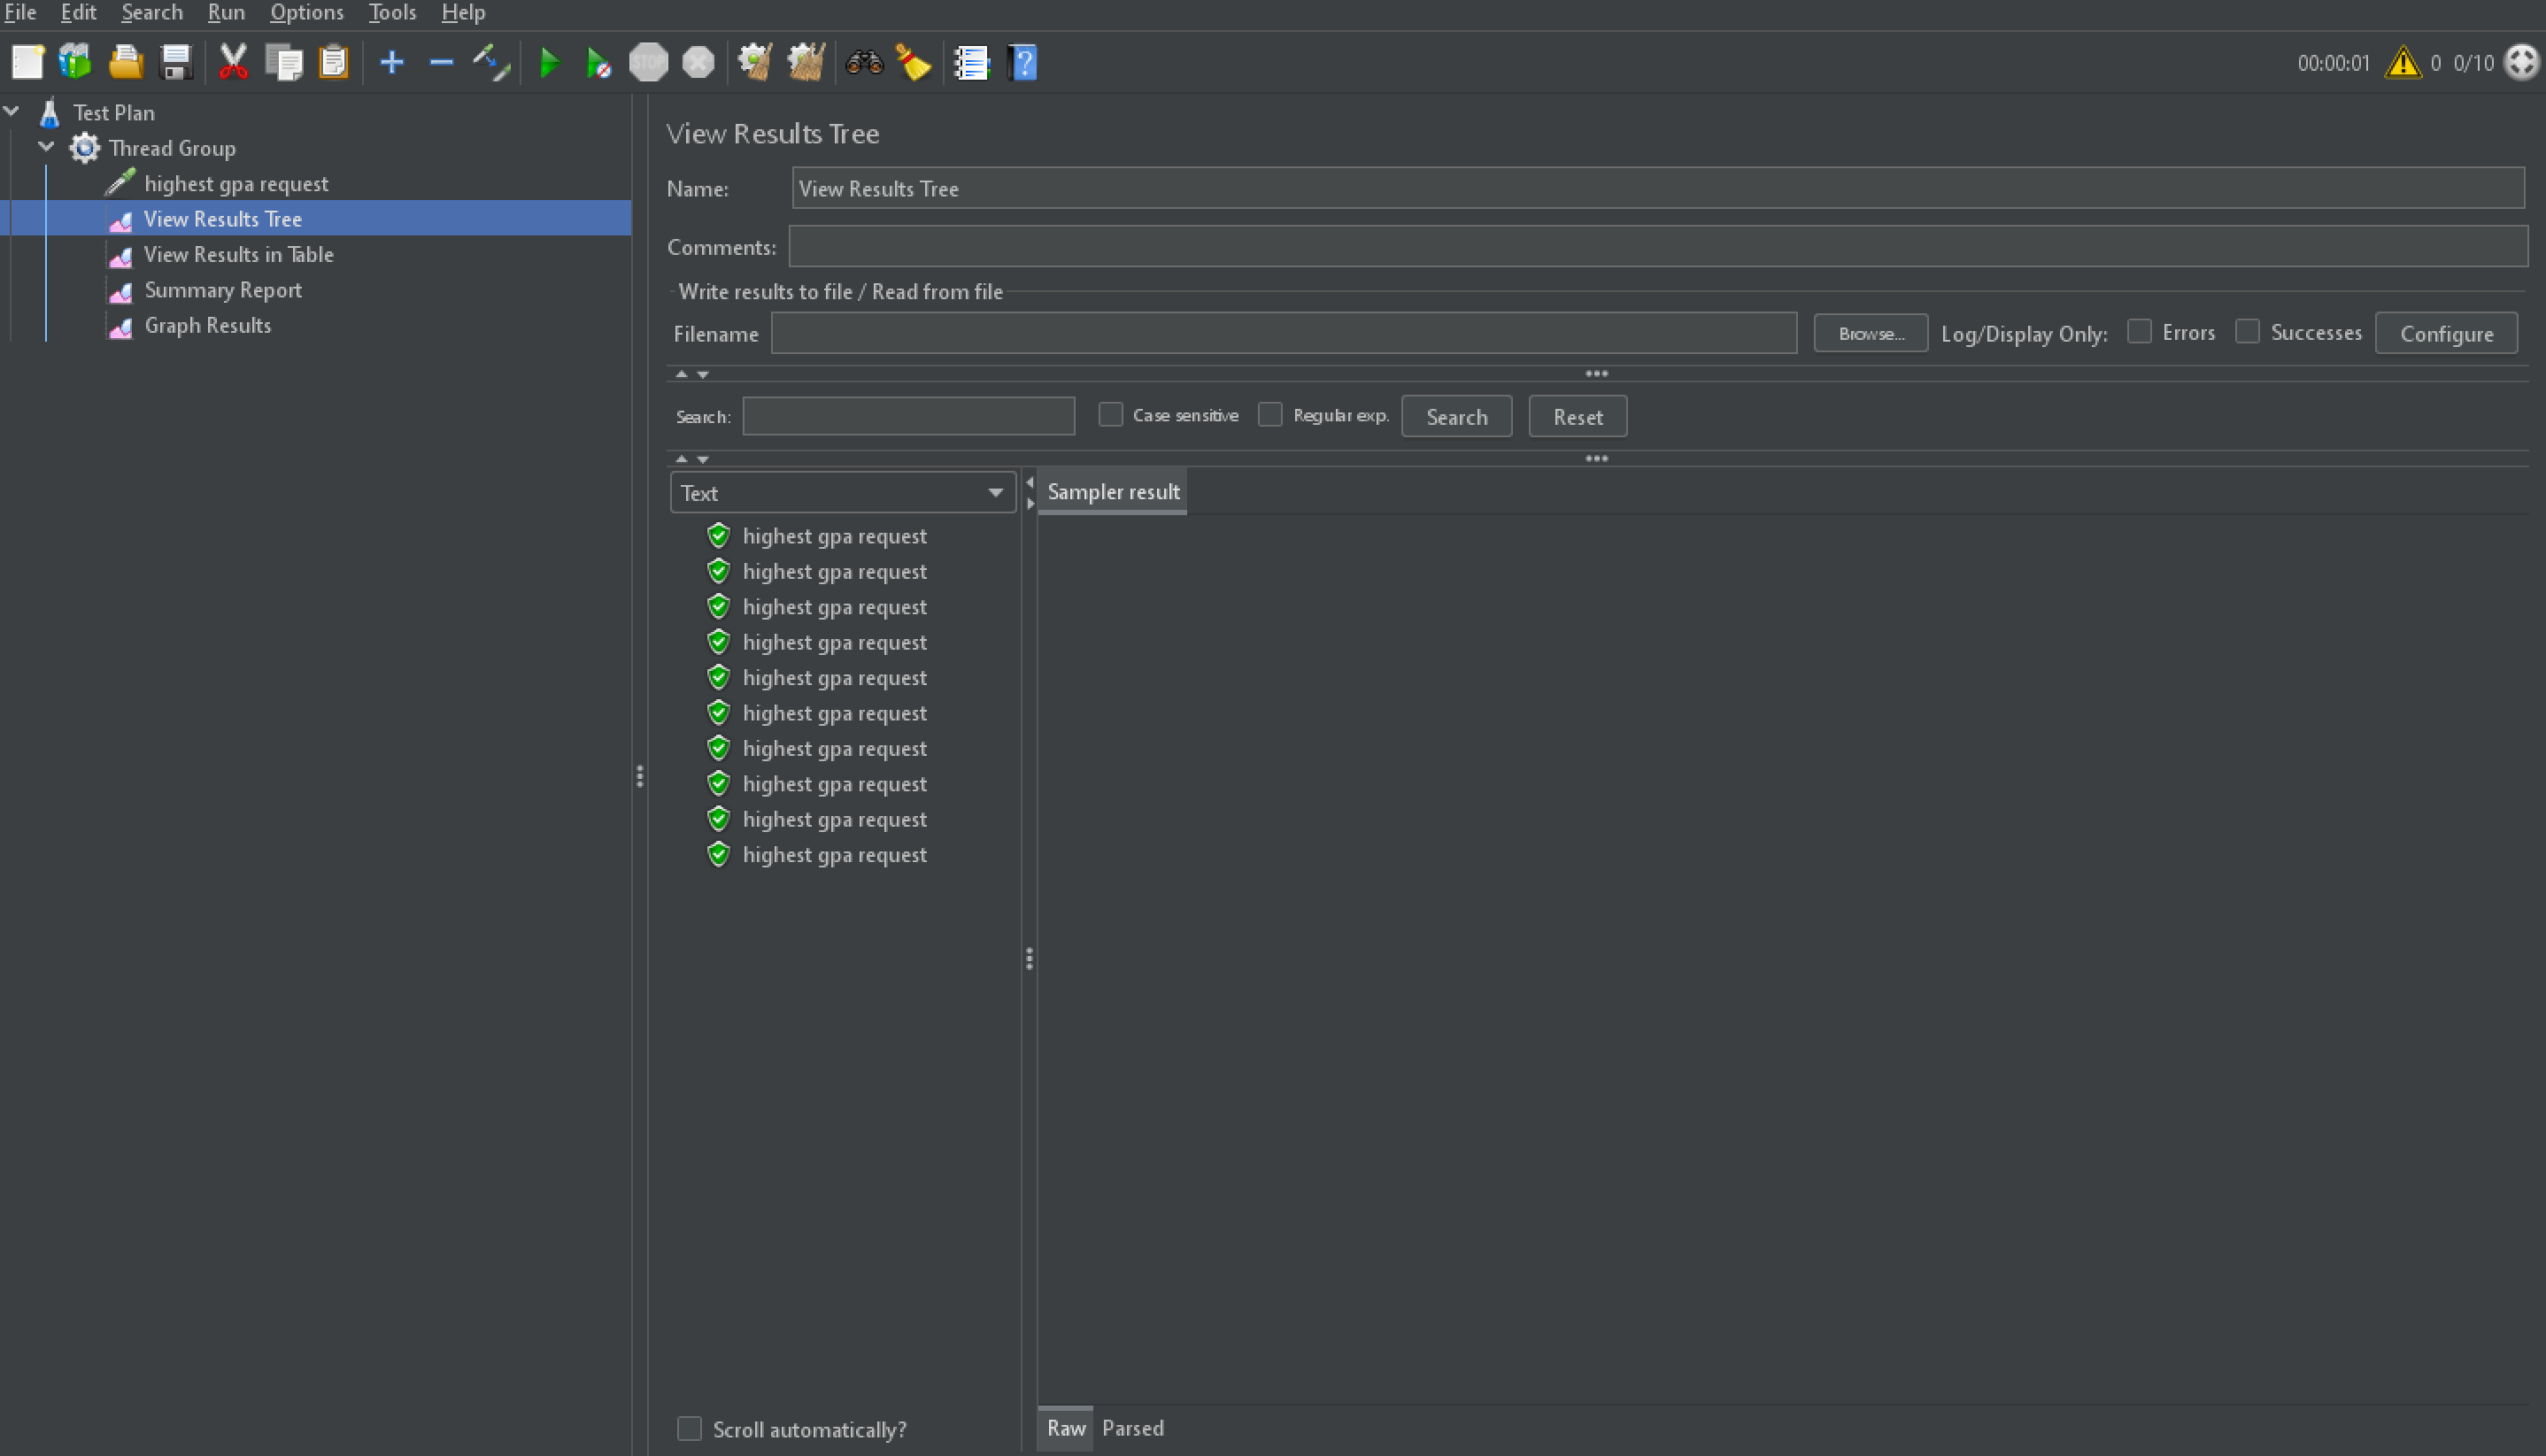 File Edit Search Run Options Tools Help
STOP
?
00:00:01 0 0/10
Test Plan
Thread Group
highest gpa request
View Results Tree
View Results in Table
Summary Report
Graph Results
View Results Tree
Name: View Results Tree
Comments:
Write results to file / Read from file
Filename Browse... Log/Display Only: Errors Successes Configure
Search: Case sensitive Regular exp. Search Reset
Text
Sampler result
highest gpa request
highest gpa request
highest gpa request
highest gpa request
highest gpa request
highest gpa request
highest gpa request
highest gpa request
highest gpa request
highest gpa request
Scroll automatically?
Raw Parsed